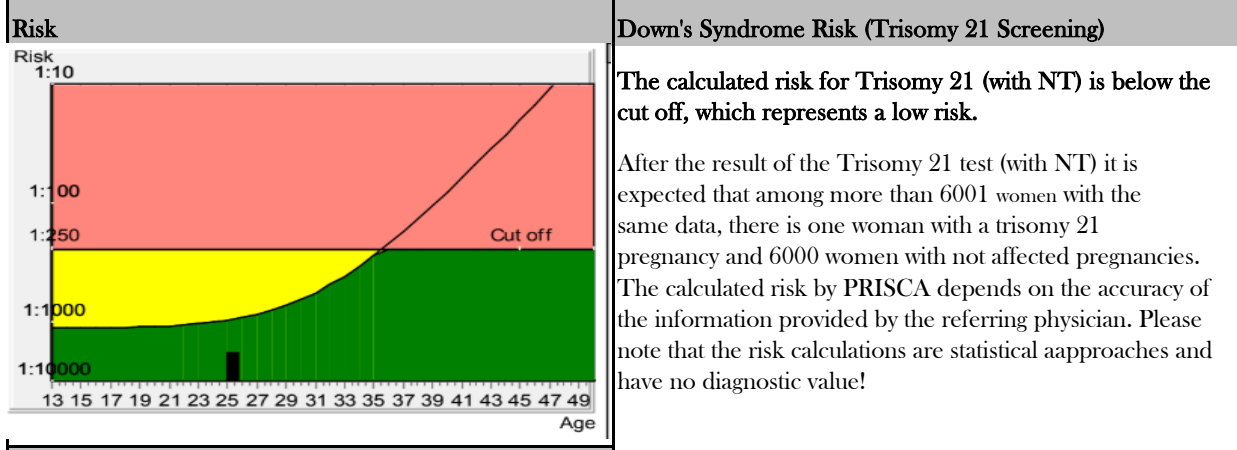 Risk
Risk
1:10
1:100
1:250
Cut off
1:1000
1:10000
13 15 17 19 21 23 25 27 29 31 33 35 37 39 41 43 45 47 49
Age
Down's Syndrome Risk (Trisomy 21 Screening)
The calculated risk for Trisomy 21 (with NT) is below the
cut off, which represents a low risk.
After the result of the Trisomy 21 test (with NT) it is
expected that among more than 6001 women with the
same data, there is one woman with a trisomy 21
pregnancy and 6000 women with not affected pregnancies.
The calculated risk by PRISCA depends on the accuracy of
the information provided by the referring physician. Please
note that the risk calculations are statistical aapproaches and
have no diagnostic value!